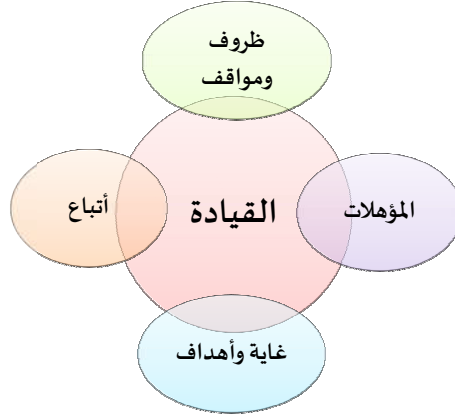 ظروف
ومواقف
المؤهلات
القيادة
أتباع
غاية وأهداف